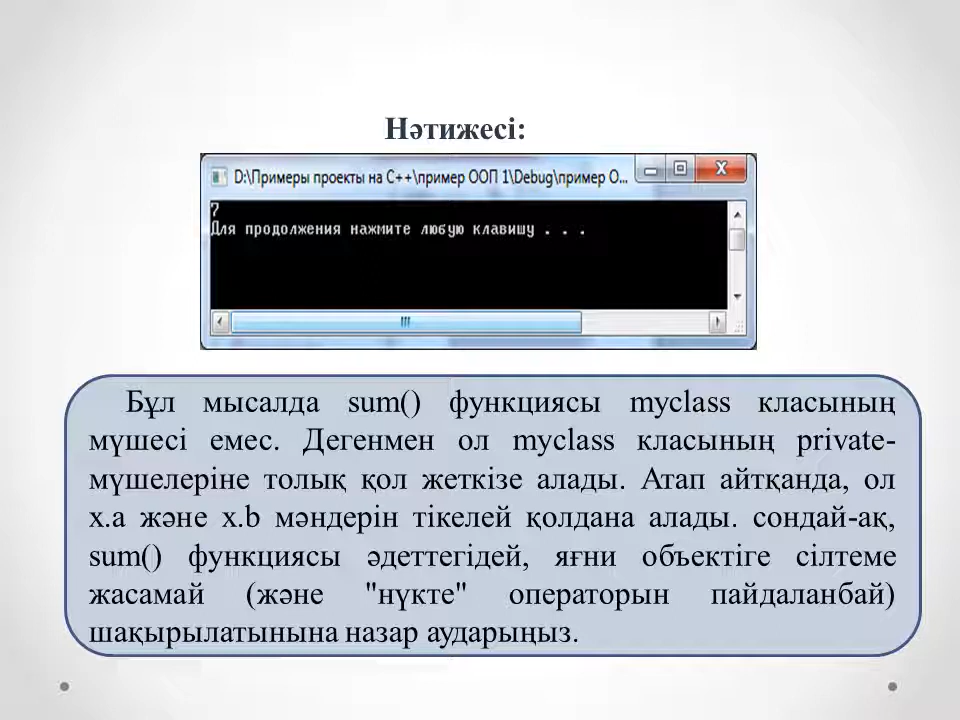 Нәтижесі:
D:\Примеры проекты на C++\пример ООП 1\Debug\пример О...
7
Для продолжения нажмите любую клавишу . . .
Бұл мысалда sum() функциясы myclass класының
мүшесі емес. Дегенмен ол myclass класының private-
мүшелеріне толық қол жеткізе алады. Атап айтқанда, ол
x.a және x.b мәндерін тікелей қолдана алады. сондай-ақ,
sum() функциясы әдеттегідей, яғни объектіге сілтеме
жасамай (және "нүкте" операторын пайдаланбай)
шақырылатынына назар аударыңыз.